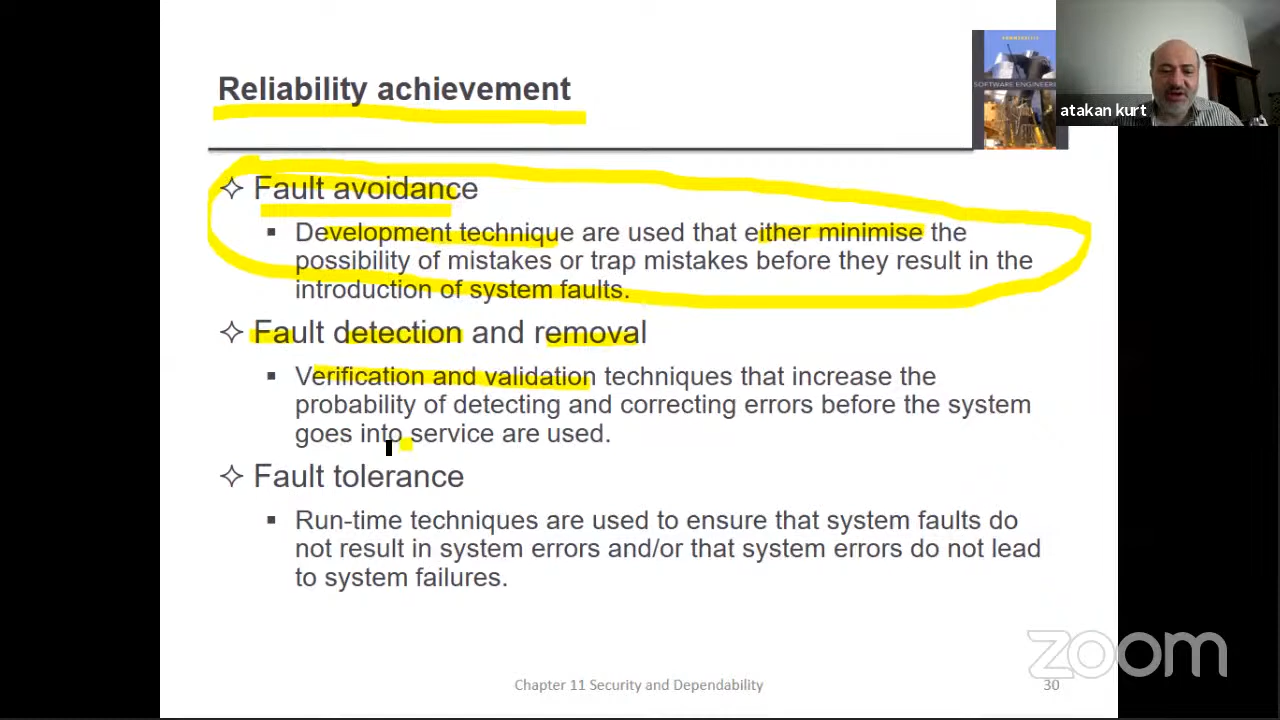 Reliability achievement
SOFTWARE ENGINEERI
atakan kurt
Fault avoidance
Development technique are used that either minimise the
possibility of mistakes or trap mistakes before they result in the
introduction of system faults.
Fault detection and removal
Verification and validation techniques that increase the
probability of detecting and correcting errors before the system
goes into service are used.
Fault tolerance
Run-time techniques are used to ensure that system faults do
not result in system errors and/or that system errors do not lead
to system failures.
zoom
Chapter 11 Security and Dependability
30